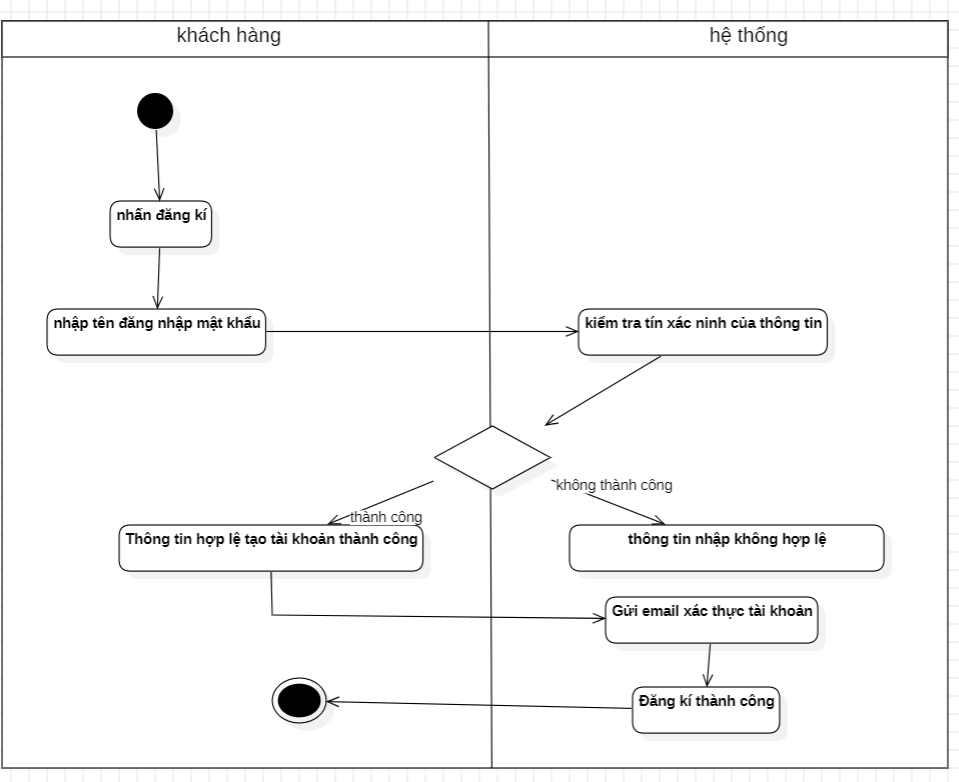 khách hàng
hệ thống
nhấn đăng kí
nhập tên đăng nhập mật khẩu
kiểm tra tín xác ninh của thông tin
không thành công
thành công
Thông tin hợp lệ tạo tài khoản thành công
thông tin nhập không hợp lệ
Gửi email xác thực tài khoản
Đăng kí thành công